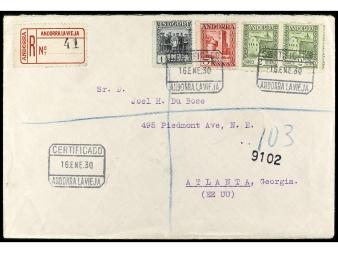 ANDORRA LA VIEJA
ANDORRA
R
Nº 41
ANDORRA
ANDORRA
CERTIFICADO
16 ENE.30
ANDORRA LA VIEJA
16 ENE.30
ANDORRA LA VIEJA
Sr. D.
Joel H. Du Bose
495 Piedmont Ave, N. E.
103
9102
CERTIFICADO
16 ENE.30
ANDORRA LA VIEJA
ATLANTA, Georgia.
(EE UU)